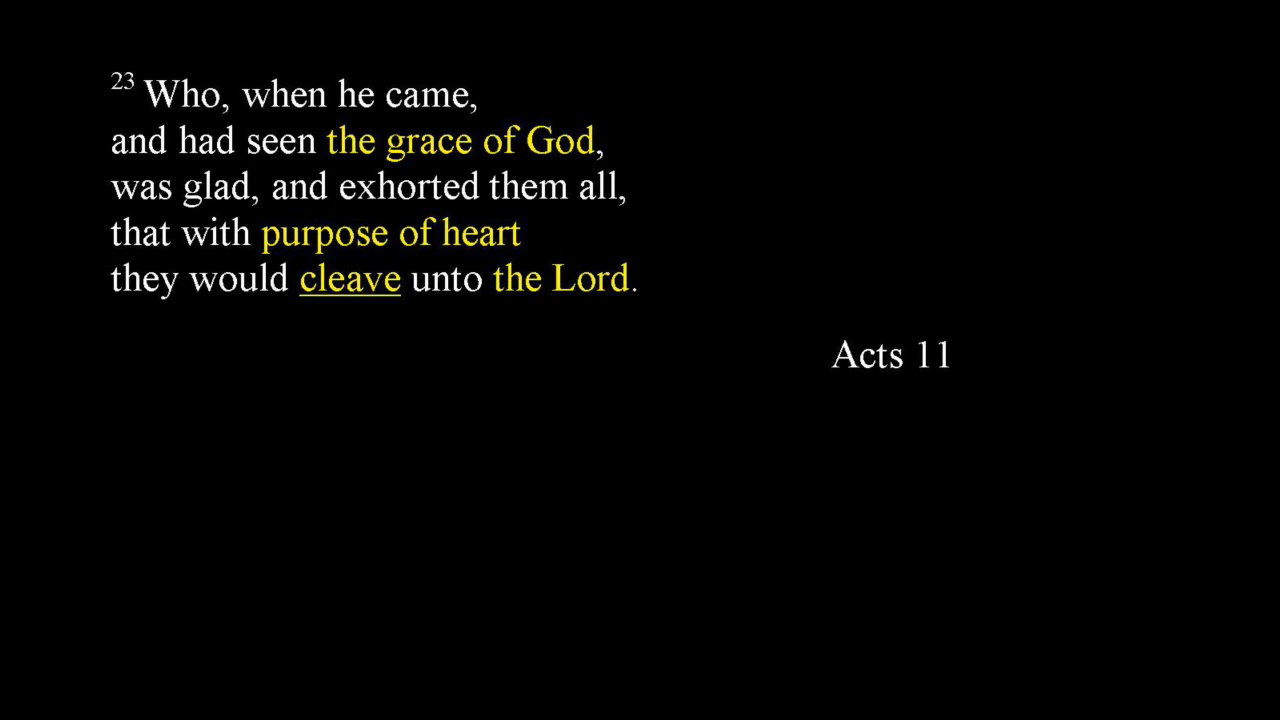 23 Who, when he came,
and had seen the grace of God,
was glad, and exhorted them all,
that with purpose of heart
they would cleave unto the Lord.
Acts 11